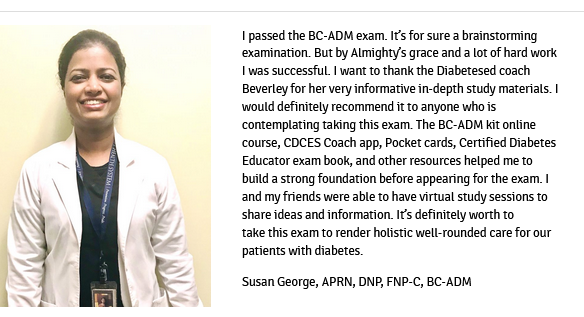 I passed the BC-ADM exam. It's for sure a brainstorming
examination. But by Almighty's grace and a lot of hard work
I was successful. I want to thank the Diabetesed coach
Beverley for her very informative in-depth study materials. I
would definitely recommend it to anyone who is
contemplating taking this exam. The BC-ADM kit online
course, CDCES Coach app, Pocket cards, Certified Diabetes
Educator exam book, and other resources helped me to
build a strong foundation before appearing for the exam. I
and my friends were able to have virtual study sessions to
share ideas and information. It's definitely worth to
take this exam to render holistic well-rounded care for our
patients with diabetes.
Susan George, APRN, DNP, FNP-C, BC-ADM